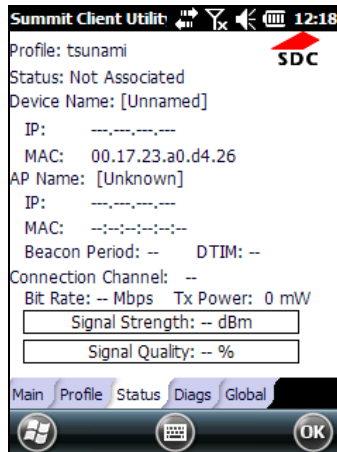 Summit Client Utilit 12:18
Profile: tsunami
SDC
Status: Not Associated
Device Name: [Unnamed]
IP: ---.---.---.---
MAC: 00.17.23.a0.d4.26
AP Name: [Unknown]
IP: ---.---.---.---
MAC: --:--:--:--:--:--
Beacon Period: -- DTIM: --
Connection Channel: --
Bit Rate: -- Mbps Tx Power: 0 mW
Signal Strength: -- dBm
Signal Quality: -- %
Main Profile Status Diags Global
OK